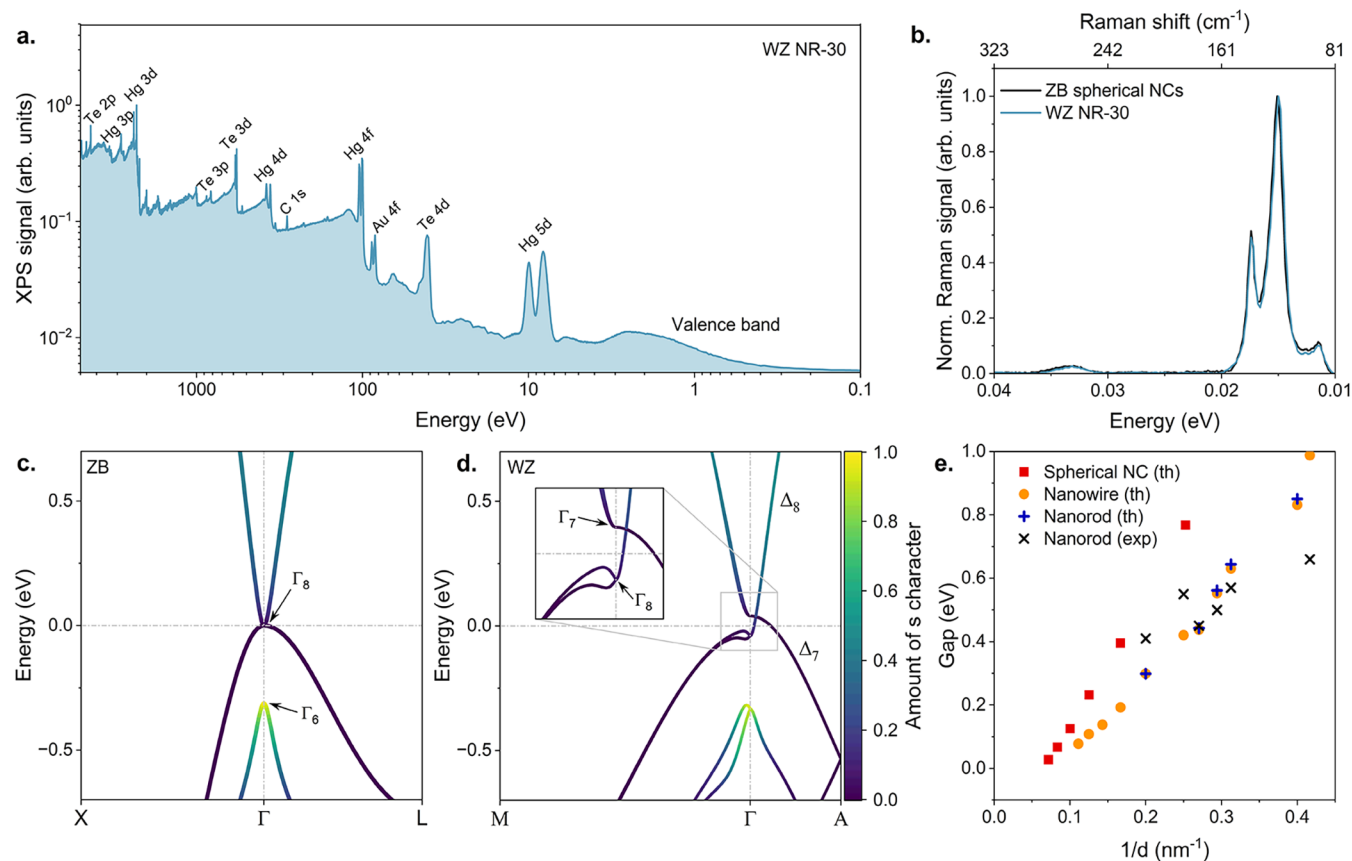 a.
WZ NR-30
XPS signal (arb. units)
10⁰
10⁻¹
10⁻²
Te 2p
Hg 3p
Hg 3d
Te 3p
Te 3d
Hg 4d
C 1s
Hg 4f
Au 4f
Te 4d
Hg 5d
Valence band
1000
100
10
1
0.1
Energy (eV)
b.
Raman shift (cm⁻¹)
323
242
161
81
ZB spherical NCs
WZ NR-30
Norm. Raman signal (arb. units)
1.0
0.8
0.6
0.4
0.2
0.0
0.04
0.03
0.02
0.01
Energy (eV)
c.
ZB
Energy (eV)
0.5
0.0
−0.5
Γ₈
Γ₆
X
Γ
L
d.
WZ
Energy (eV)
0.5
0.0
−0.5
Γ₇
Γ₈
Δ₈
Δ₇
M
Γ
A
1.0
0.8
0.6
0.4
0.2
0.0
Amount of s character
e.
Spherical NC (th)
Nanowire (th)
Nanorod (th)
Nanorod (exp)
Gap (eV)
1.0
0.8
0.6
0.4
0.2
0.0
0.0
0.1
0.2
0.3
0.4
1/d (nm⁻¹)